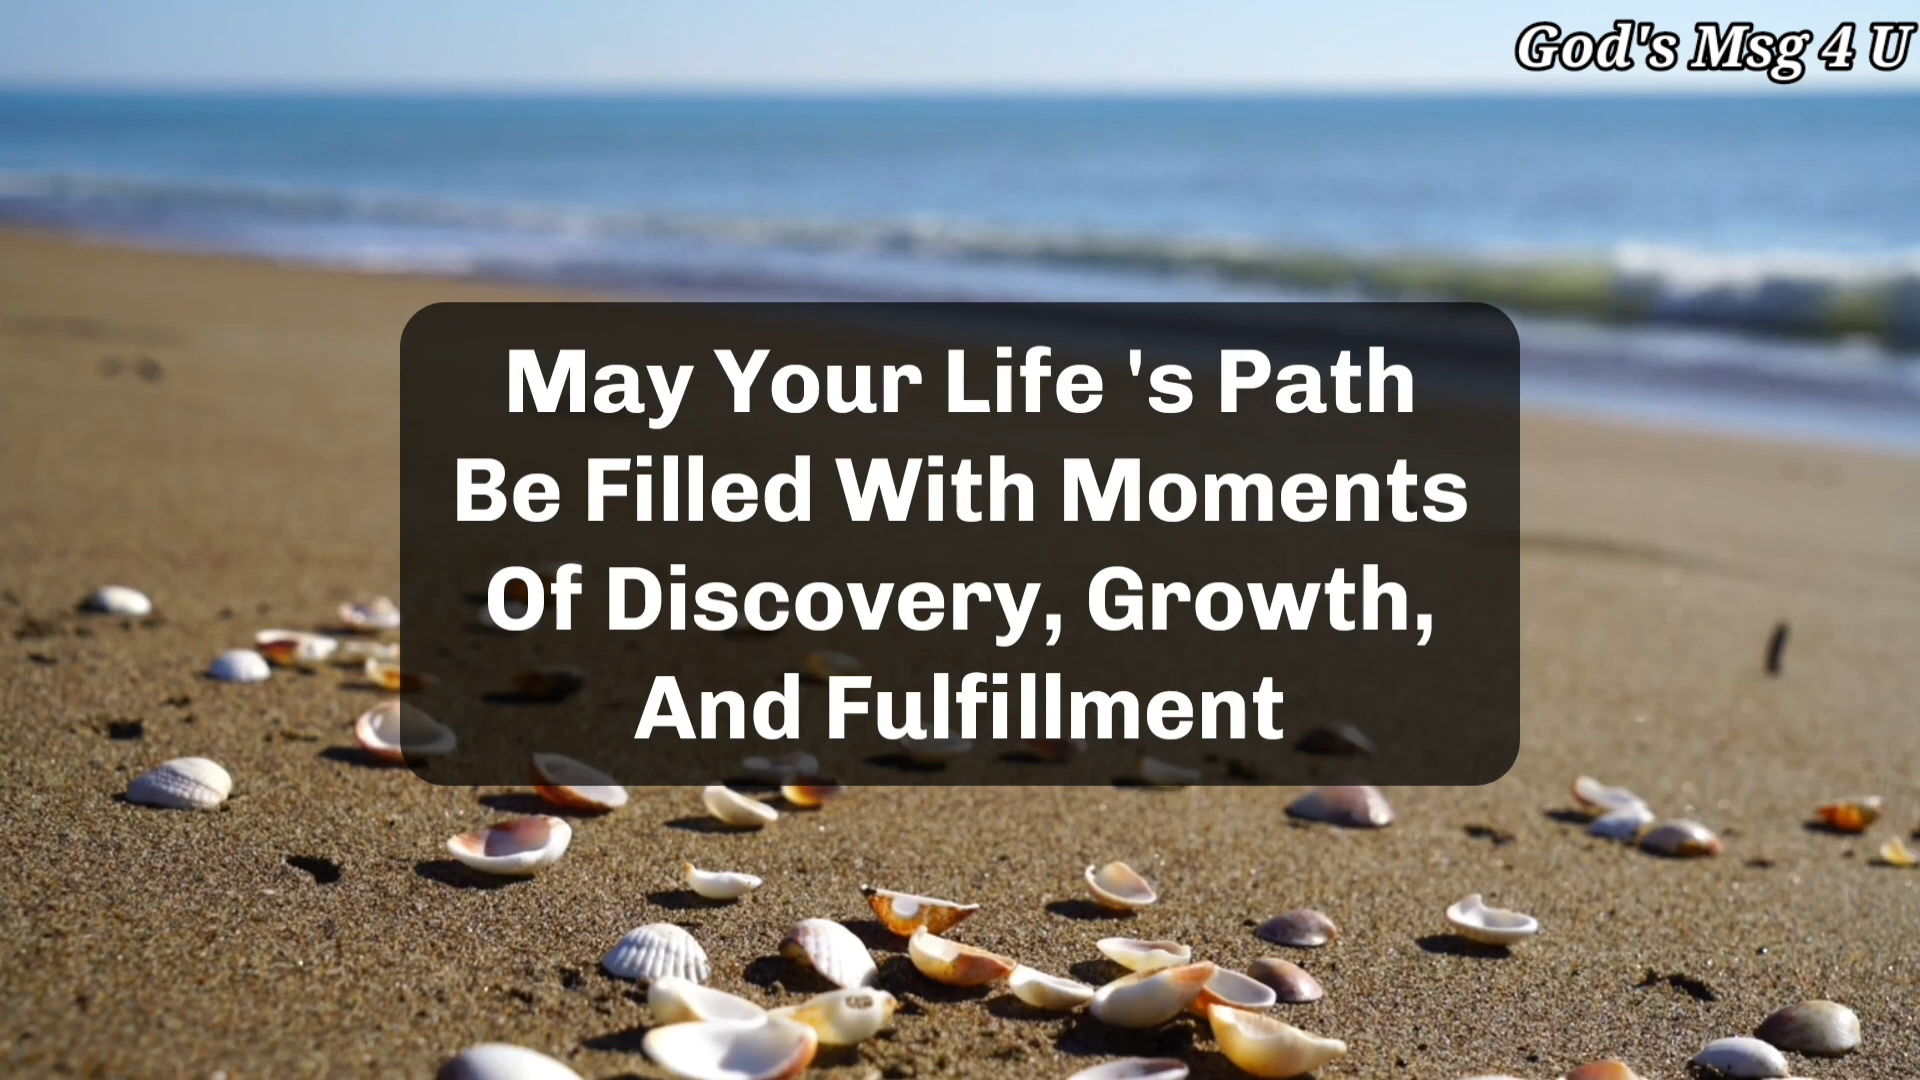 God's Msg 4 U
May Your Life 's Path
Be Filled With Moments
Of Discovery, Growth,
And Fulfillment